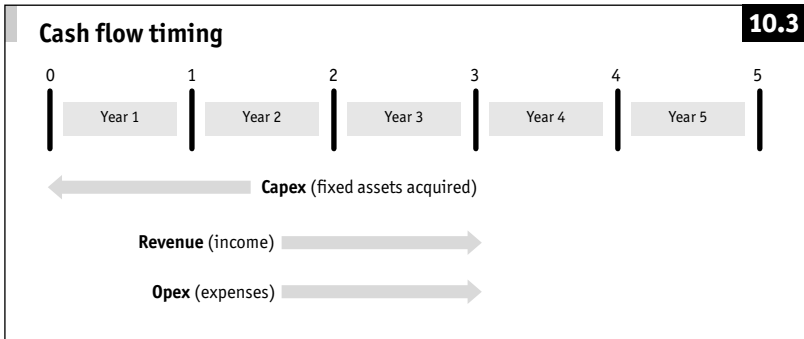 Cash flow timing
10.3
0 1 2 3 4 5
Year 1 Year 2 Year 3 Year 4 Year 5
Capex (fixed assets acquired)
Revenue (income)
Opex (expenses)